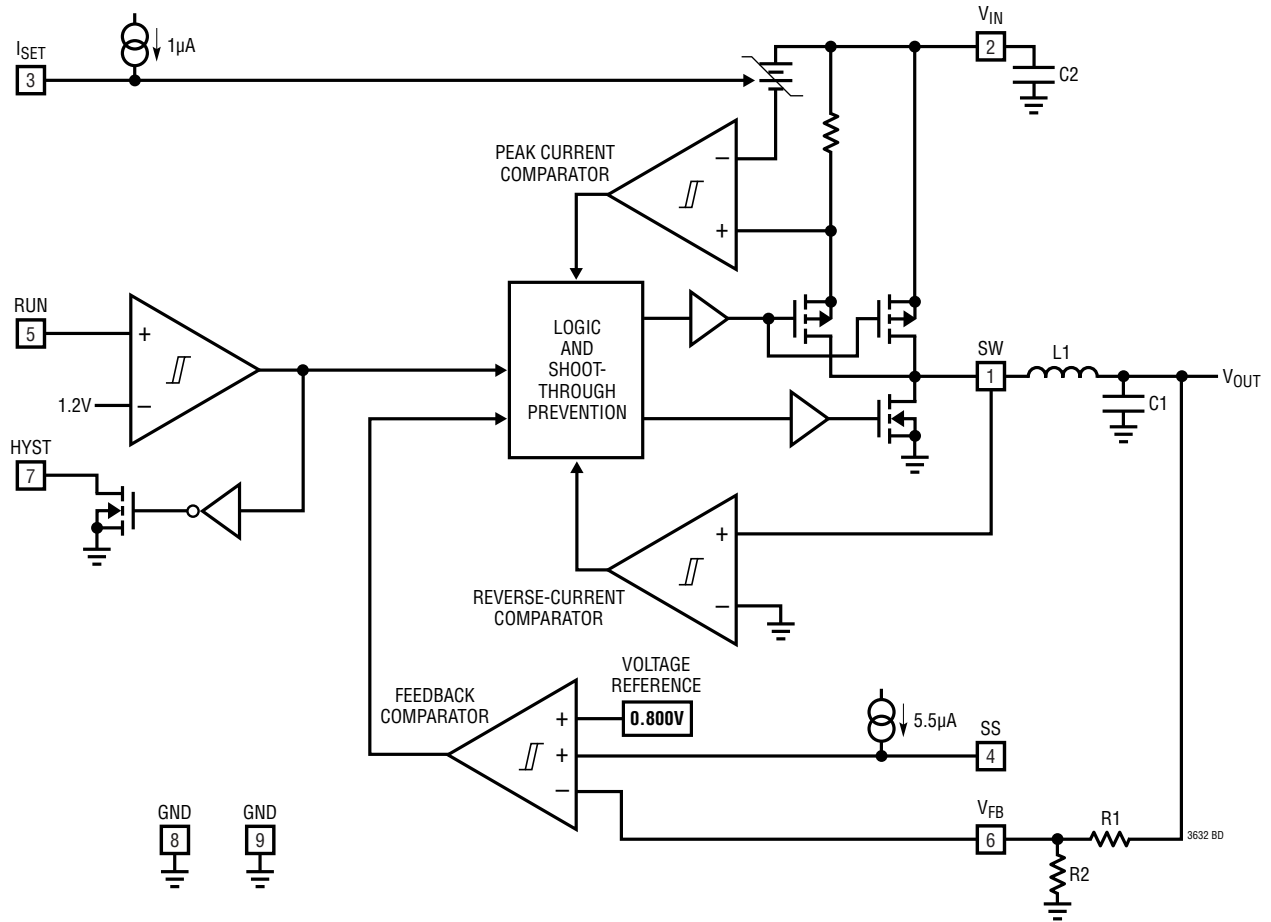 ISET
3
1µA
VIN
2
C2
PEAK CURRENT
COMPARATOR
−
+
RUN
5
+
1.2V
−
LOGIC
AND
SHOOT-
THROUGH
PREVENTION
SW
1
L1
VOUT
C1
HYST
7
+
−
REVERSE-CURRENT
COMPARATOR
VOLTAGE
REFERENCE
0.800V
FEEDBACK
COMPARATOR
+
+
−
5.5µA
SS
4
VFB
6
R1
R2
3632 BD
GND
8
GND
9